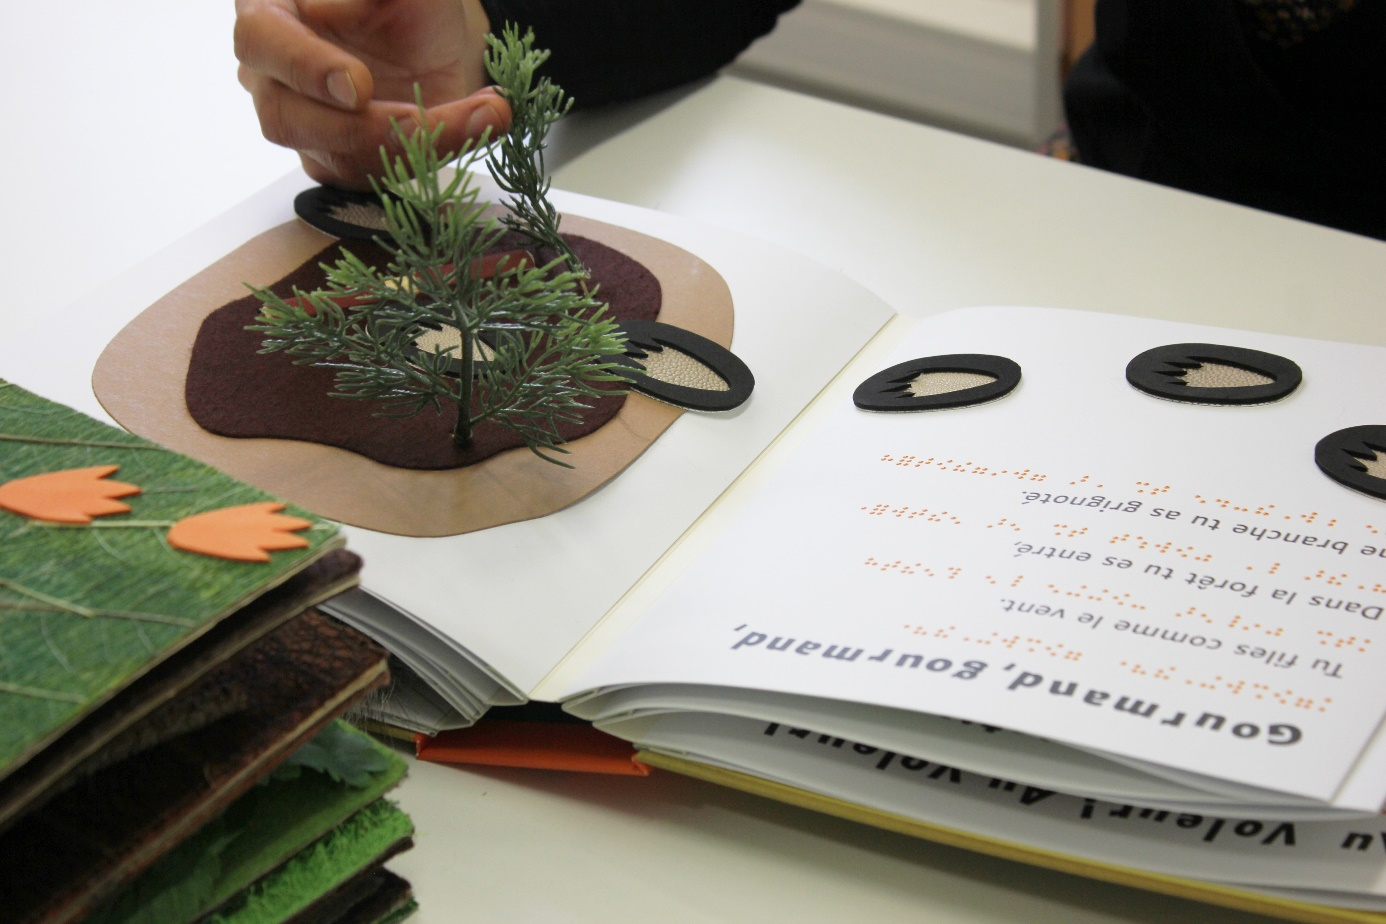 Gourmand, gourmand,
Tu files comme le vent.
Dans la forêt tu es entré,
ne branche tu as grignoté.
Au voleur! Au voleur!